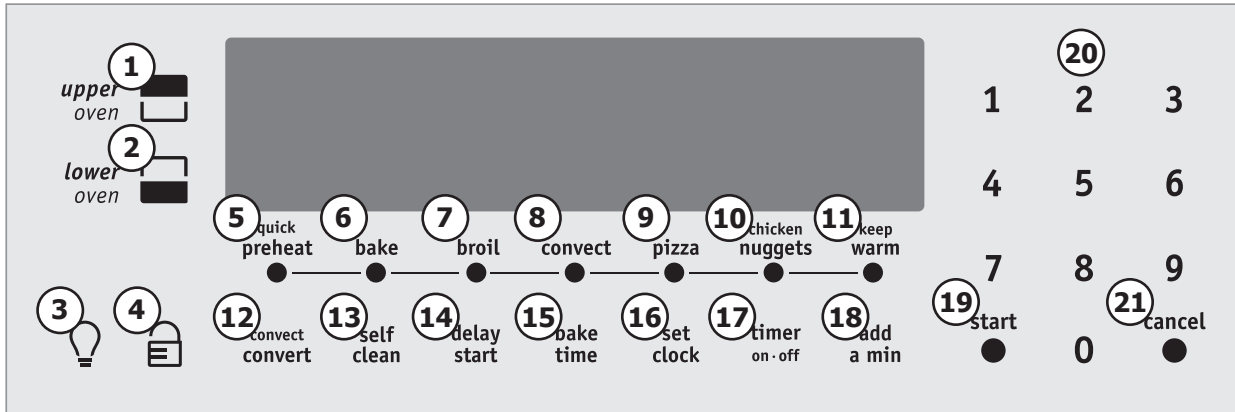 1
upper
oven
20
1 2 3
2
lower
oven
4 5 6
5 6 7 8 9 10 11
quick preheat
bake
broil
convect
pizza
chicken nuggets
keep warm
7 8 9
3 4
12 13 14 15 16 17 18
convect convert
self clean
delay start
bake time
set clock
timer on·off
add a min
19 21
start
cancel
0